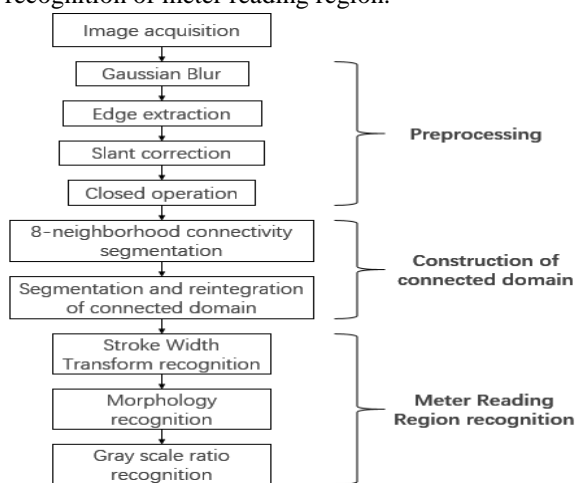 recognition of meter reading region.
Image acquisition
Gaussian Blur
Edge extraction
Preprocessing
Slant correction
Closed operation
8-neighborhood connectivity
segmentation
Construction of
connected domain
Segmentation and reintegration
of connected domain
Stroke Width
Transform recognition
Morphology
recognition
Meter Reading
Region recognition
Gray scale ratio
recognition